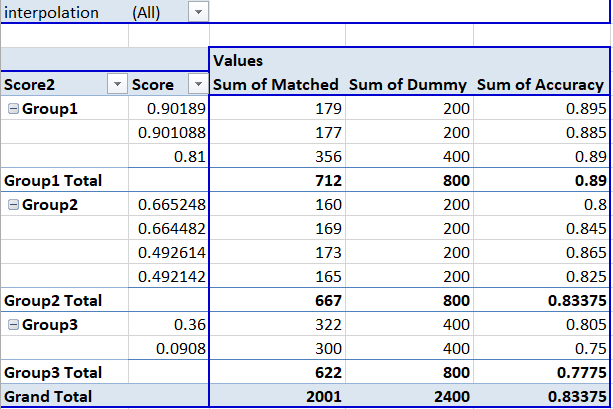 interpolation (All)
Values
Score2 Score Sum of Matched Sum of Dummy Sum of Accuracy
Group1 0.90189 179 200 0.895
0.901088 177 200 0.885
0.81 356 400 0.89
Group1 Total 712 800 0.89
Group2 0.665248 160 200 0.8
0.664482 169 200 0.845
0.492614 173 200 0.865
0.492142 165 200 0.825
Group2 Total 667 800 0.83375
Group3 0.36 322 400 0.805
0.0908 300 400 0.75
Group3 Total 622 800 0.7775
Grand Total 2001 2400 0.83375